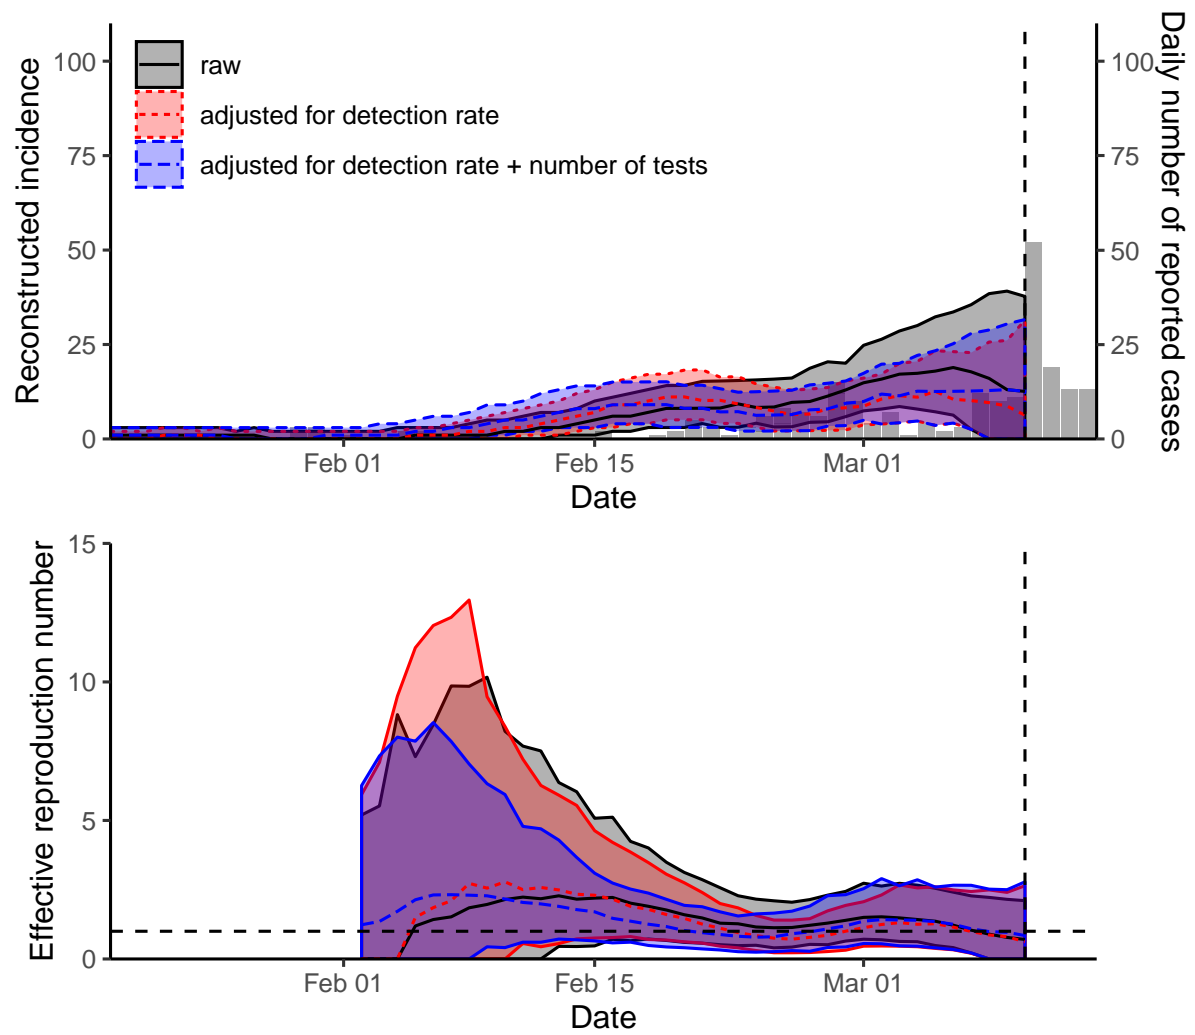 Reconstructed incidence
100
75
50
25
0
raw
adjusted for detection rate
adjusted for detection rate + number of tests
Daily number of reported cases
100
75
50
25
0
Feb 01
Feb 15
Mar 01
Date
Effective reproduction number
15
10
5
0
Feb 01
Feb 15
Mar 01
Date